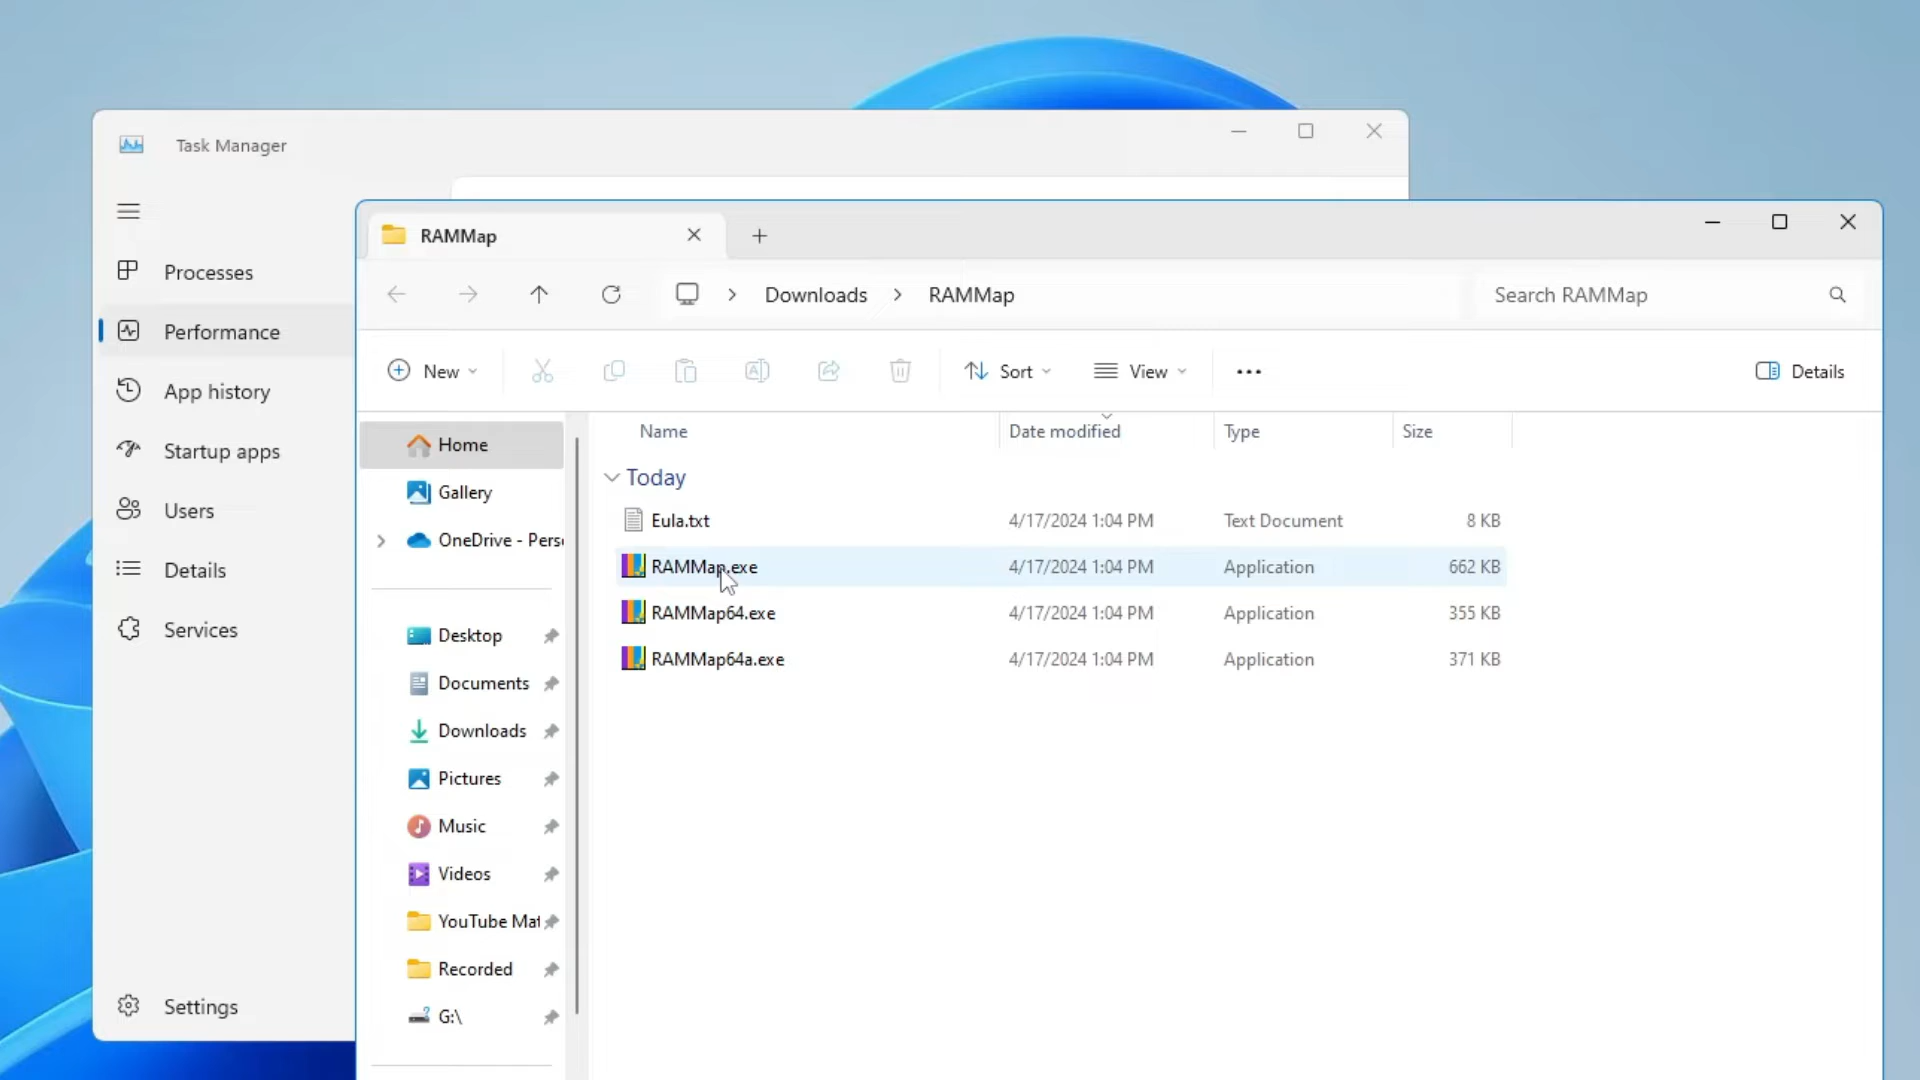 Task Manager
Processes
Performance
App history
Startup apps
Users
Details
Services
Settings
RAMMap
Downloads
RAMMap
Search RAMMap
New
Sort
View
Details
Home
Gallery
OneDrive - Pers
Desktop
Documents
Downloads
Pictures
Music
Videos
YouTube Mat
Recorded
G:\
Name Date modified Type Size
Today
Eula.txt 4/17/2024 1:04 PM Text Document 8 KB
RAMMap.exe 4/17/2024 1:04 PM Application 662 KB
RAMMap64.exe 4/17/2024 1:04 PM Application 355 KB
RAMMap64a.exe 4/17/2024 1:04 PM Application 371 KB